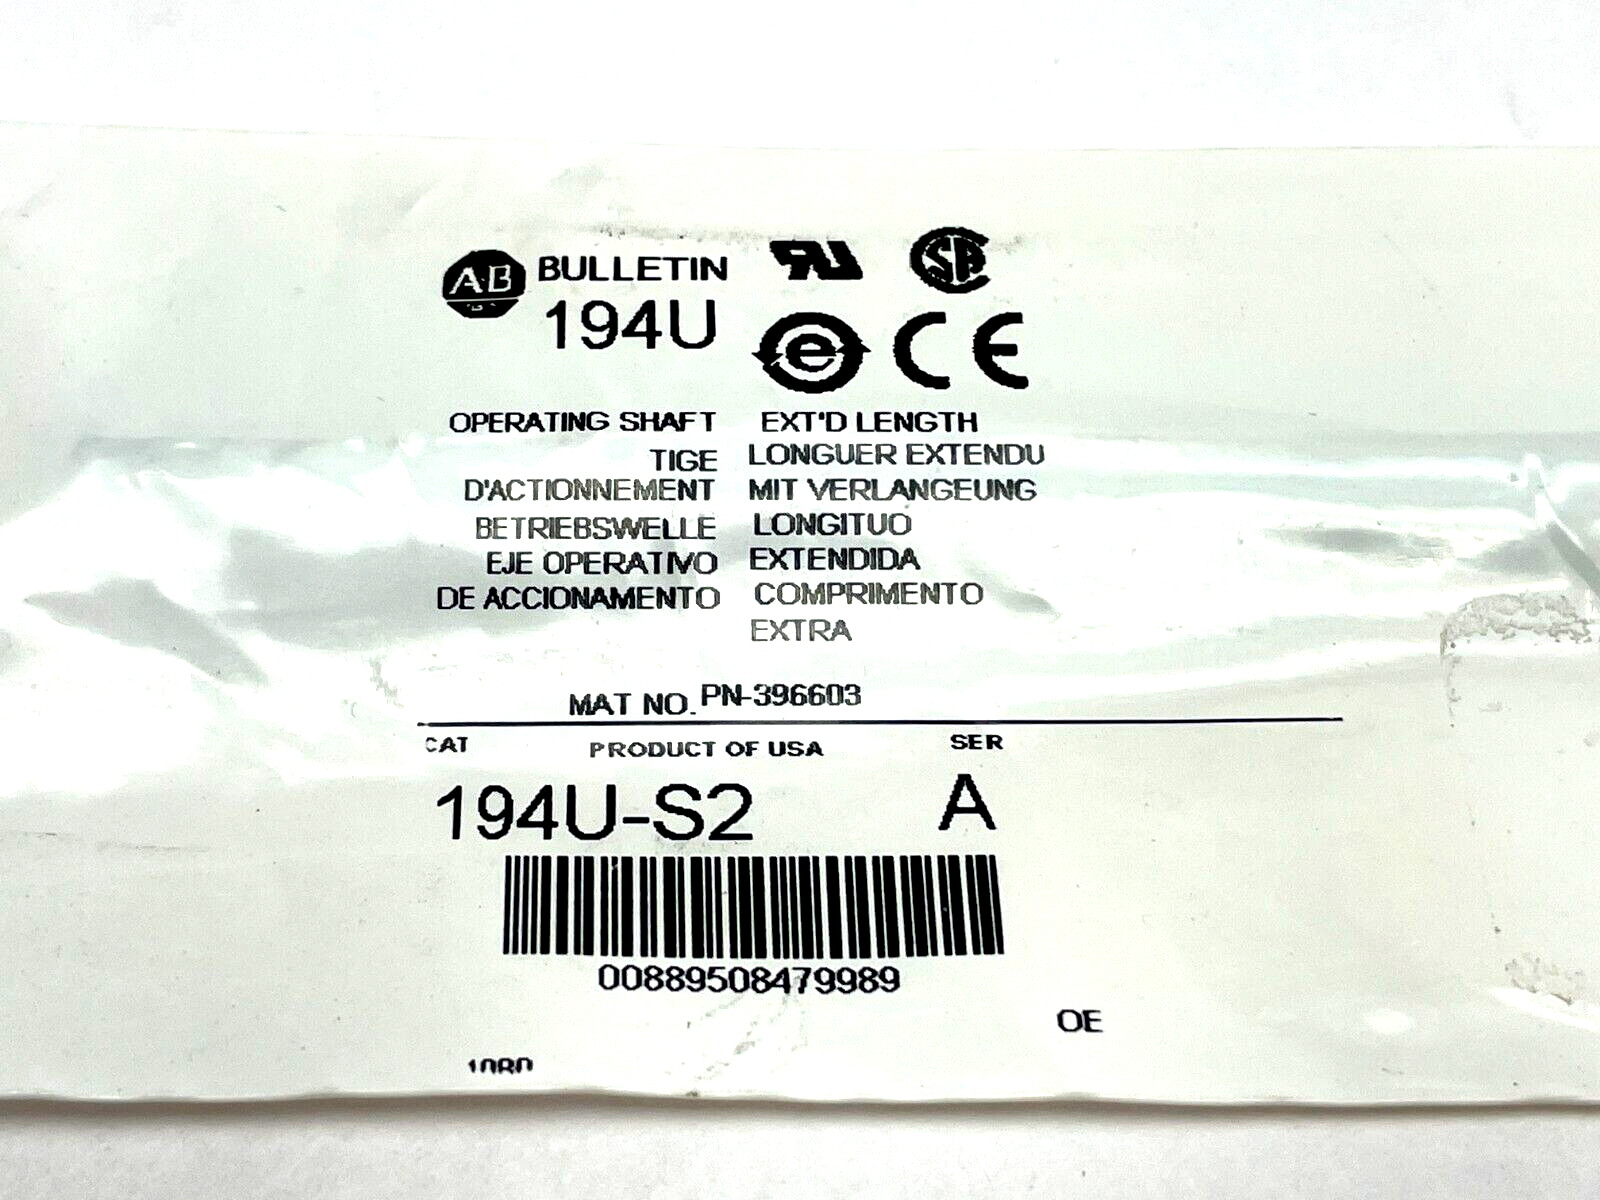 AB
BULLETIN
194U
OPERATING SHAFT EXT'D LENGTH
TIGE LONGUER EXTENDU
D'ACTIONNEMENT MIT VERLANGEUNG
BETRIEBSWELLE LONGITUO
EJE OPERATIVO EXTENDIDA
DE ACCIONAMENTO COMPRIMENTO
EXTRA
MAT NO. PN-396603
CAT PRODUCT OF USA SER
194U-S2 A
00889508479989
OE